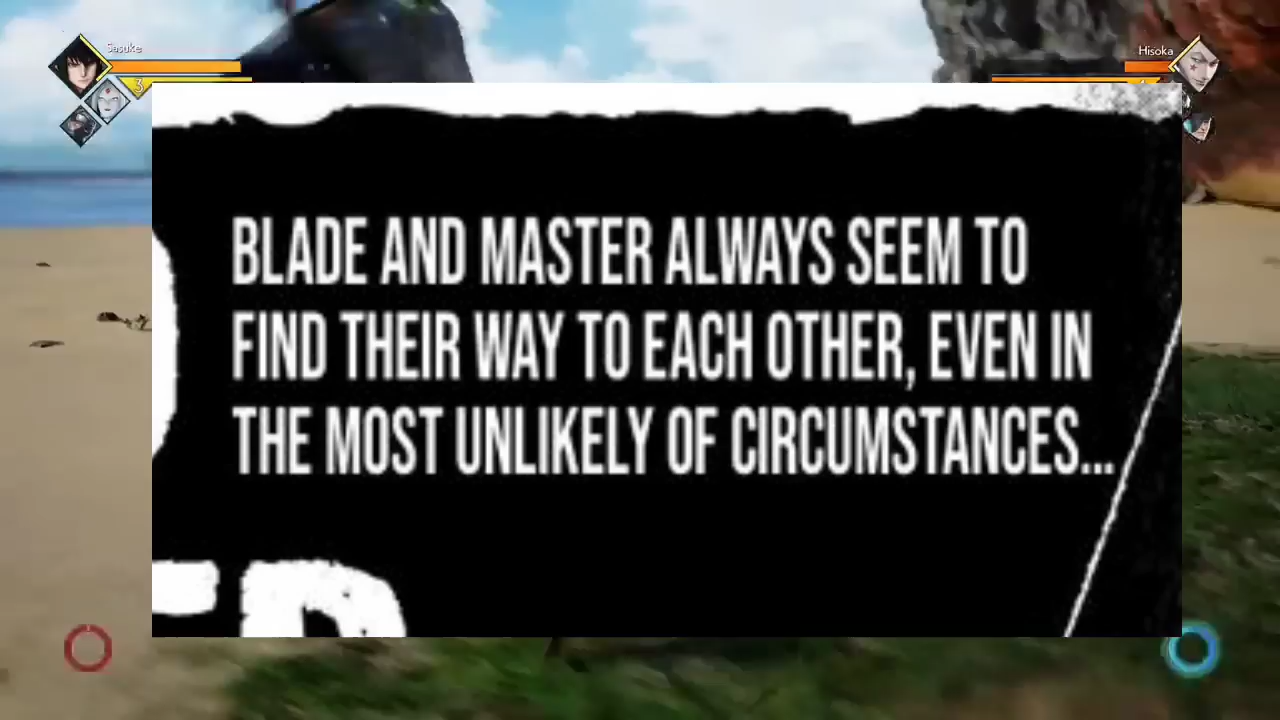 Sasuke
Hisoka
3
BLADE AND MASTER ALWAYS SEEM TO
FIND THEIR WAY TO EACH OTHER, EVEN IN
THE MOST UNLIKELY OF CIRCUMSTANCES...